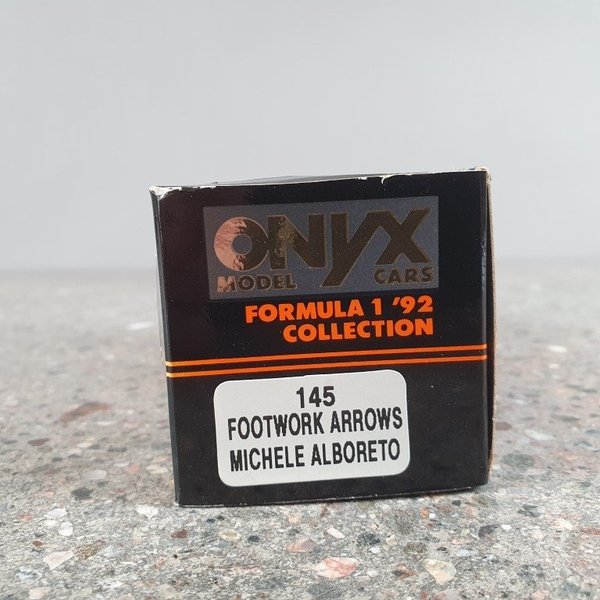 ONYX
MODEL CARS
FORMULA 1 '92
COLLECTION
145
FOOTWORK ARROWS
MICHELE ALBORETO